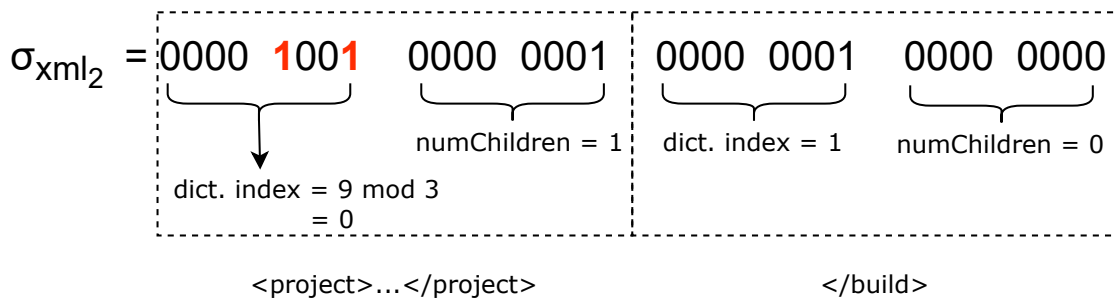 σxml2 = 0000 1001 0000 0001 0000 0001 0000 0000
numChildren = 1 dict. index = 1 numChildren = 0
dict. index = 9 mod 3
= 0
<project>...</project> </build>